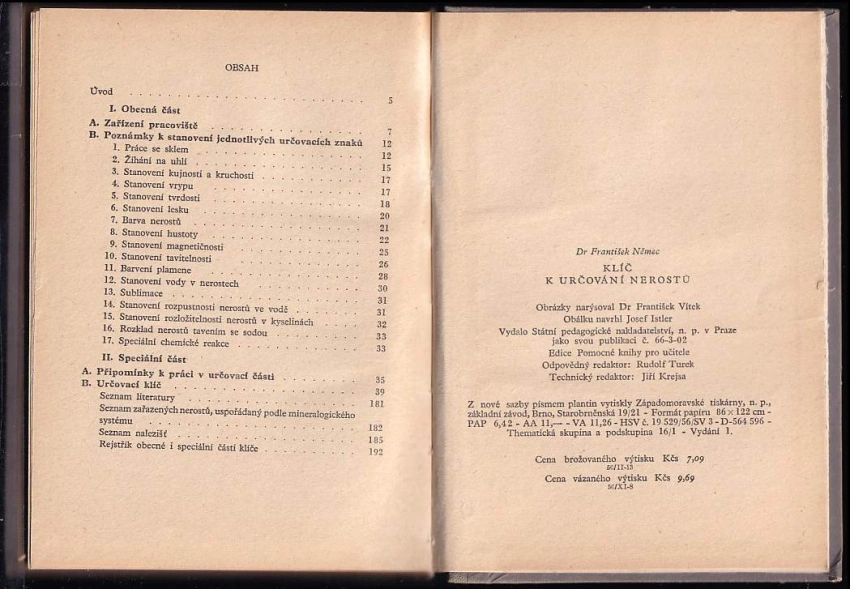 OBSAH
Úvod 5
I. Obecná část
A. Zařízení pracoviště 7
B. Poznámky k stanovení jednotlivých určovacích znaků 12
1. Práce se sklem 12
2. Žíhání na uhlí 15
3. Stanovení kujnosti a kruchosti 17
4. Stanovení vrypu 17
5. Stanovení tvrdosti 18
6. Stanovení lesku 20
7. Barva nerostů 21
8. Stanovení hustoty 22
9. Stanovení magnetičnosti 25
10. Stanovení tavitelnosti 26
11. Barvení plamene 28
12. Stanovení vody v nerostech 30
13. Sublimace 31
14. Stanovení rozpustnosti nerostů ve vodě 31
15. Stanovení rozložitelnosti nerostů v kyselinách 32
16. Rozklad nerostů tavením se sodou 33
17. Speciální chemické reakce 33
II. Speciální část
A. Připomínky k práci v určovací části 35
B. Určovací klíč 39
Seznam literatury 181
Seznam zařazených nerostů, uspořádaný podle mineralogického
systému 182
Seznam nalezišť 185
Rejstřík obecné i speciální části klíče 192
Dr František Němec
KLÍČ
K URČOVÁNÍ NEROSTŮ
Obrázky narýsoval Dr František Vítek
Obálku navrhl Josef Istler
Vydalo Státní pedagogické nakladatelství, n. p. v Praze
jako svou publikaci č. 66-3-02
Edice Pomocné knihy pro učitele
Odpovědný redaktor: Rudolf Turek
Technický redaktor: Jiří Krejsa
Z nové sazby písmem plantin vytiskly Západomoravské tiskárny, n. p.,
základní závod, Brno, Starobrněnská 19/21 - Formát papíru 86×122 cm -
PAP 6,42 - AA 11,— - VA 11,26 - HSV č. 19 529/56/SV 3 - D-564 596 -
Thematická skupina a podskupina 16/1 - Vydání 1.
Cena brožovaného výtisku Kčs 7,09
56/II-13
Cena vázaného výtisku Kčs 9,69
56/XI-8